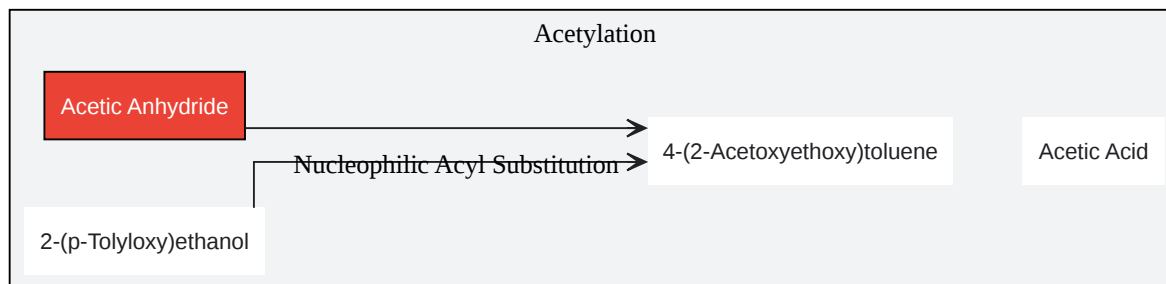 Acetylation
Acetic Anhydride
Nucleophilic Acyl Substitution
4-(2-Acetoxyethoxy)toluene
Acetic Acid
2-(p-Tolyloxy)ethanol